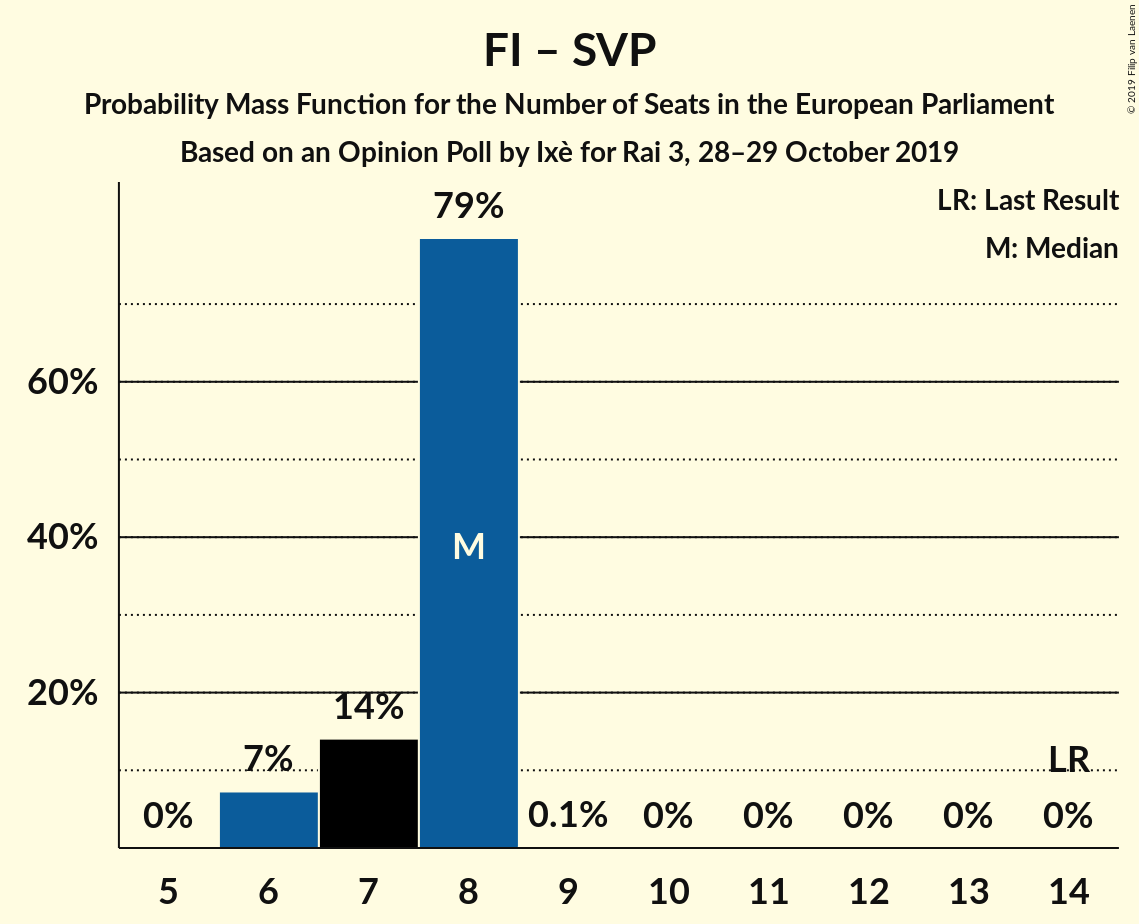 FI – SVP
Probability Mass Function for the Number of Seats in the European Parliament
Based on an Opinion Poll by Ixè for Rai 3, 28–29 October 2019
© 2019 Filip van Laenen
LR: Last Result
M: Median
79%
60%
40%
M
20%
14%
7%
LR
0%
0.1%
0%
0%
0%
0%
0%
5
6
7
8
9
10
11
12
13
14